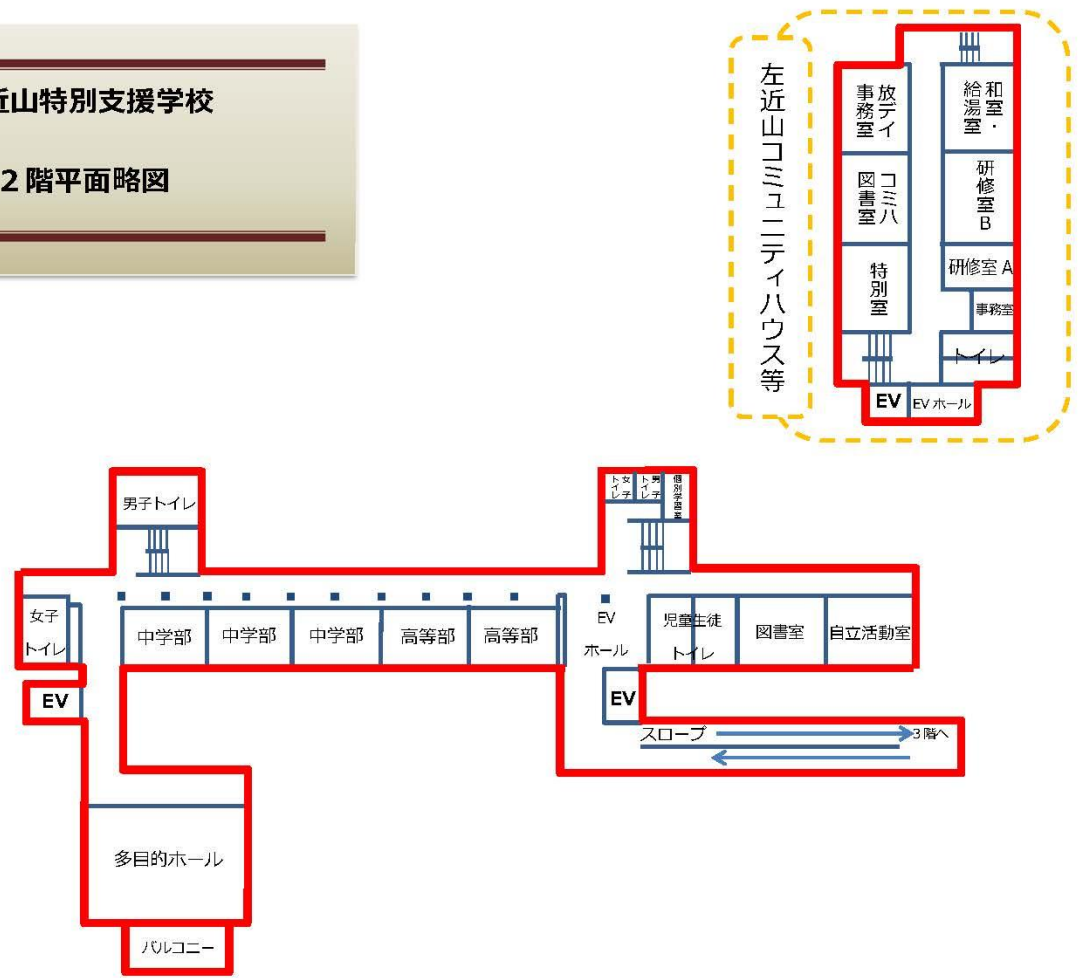 近山特別支援学校
2階平面略図
左近山コミュニティハウス等
放デイ
事務室
和室・
給湯室
コミハ
図書室
研修室B
特別室
研修室 A
事務室
トイレ
EV
EV ホール
男子トイレ
女子
トイレ
男子
トイレ
個別学習室
女子
トイレ
中学部
中学部
中学部
高等部
高等部
EV
ホール
児童生徒
トイレ
図書室
自立活動室
EV
EV
スロープ
3 階へ
多目的ホール
バルコニー